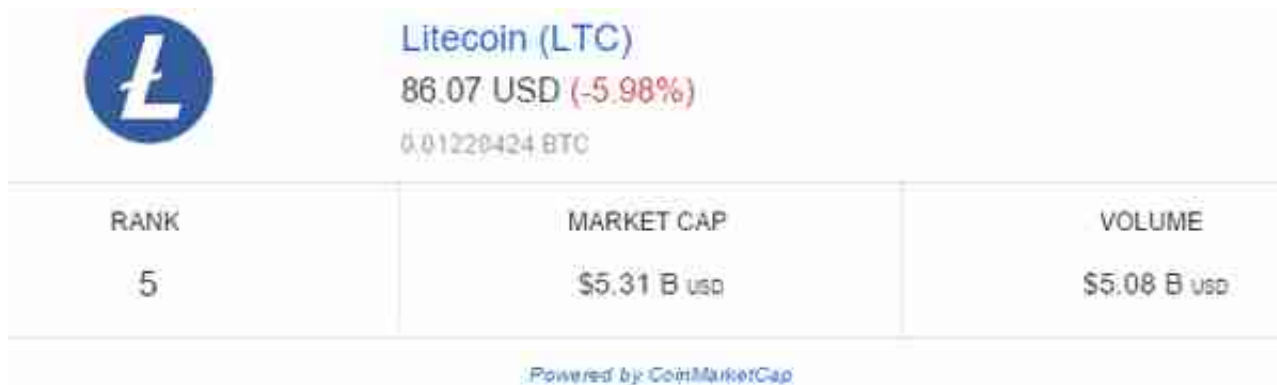 Litecoin (LTC)
86.07 USD (-5.98%)
BTC
RANK
MARKET CAP
VOLUME
5
$5.31 B USD
$5.08 B USD
Powered by CoinMarketCap